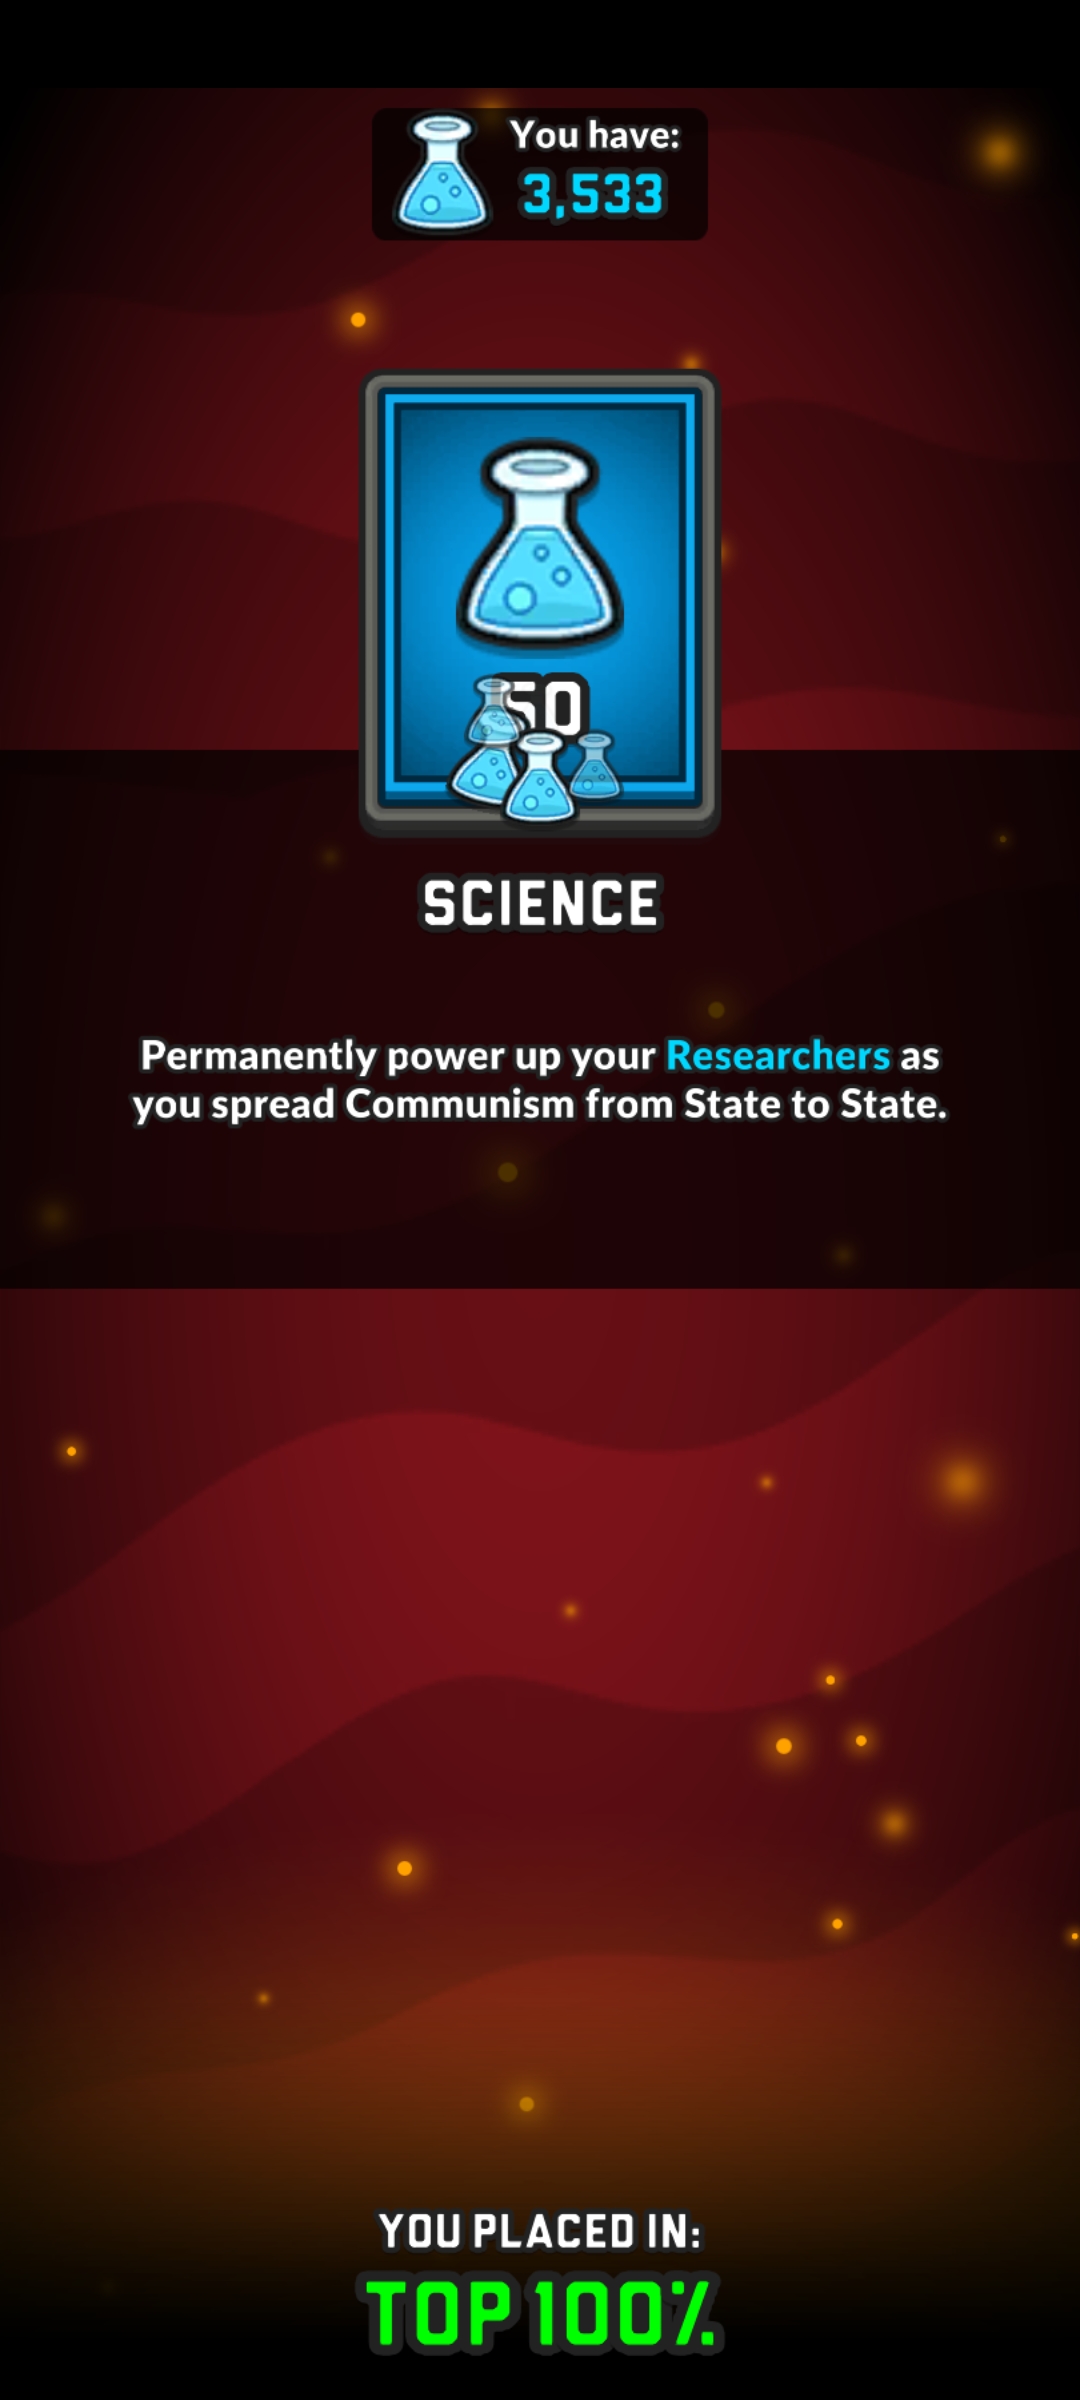 You have:
3,533
50
SCIENCE
Permanently power up your Researchers as
you spread Communism from State to State.
YOU PLACED IN:
TOP 100%